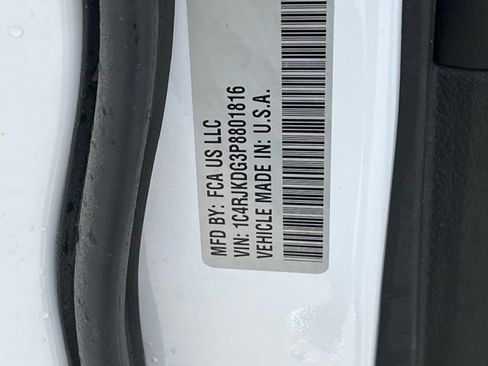 MFD BY: FCA US LLC
VIN: 1C4RJKDG3P8801816
VEHICLE MADE IN: U.S.A.